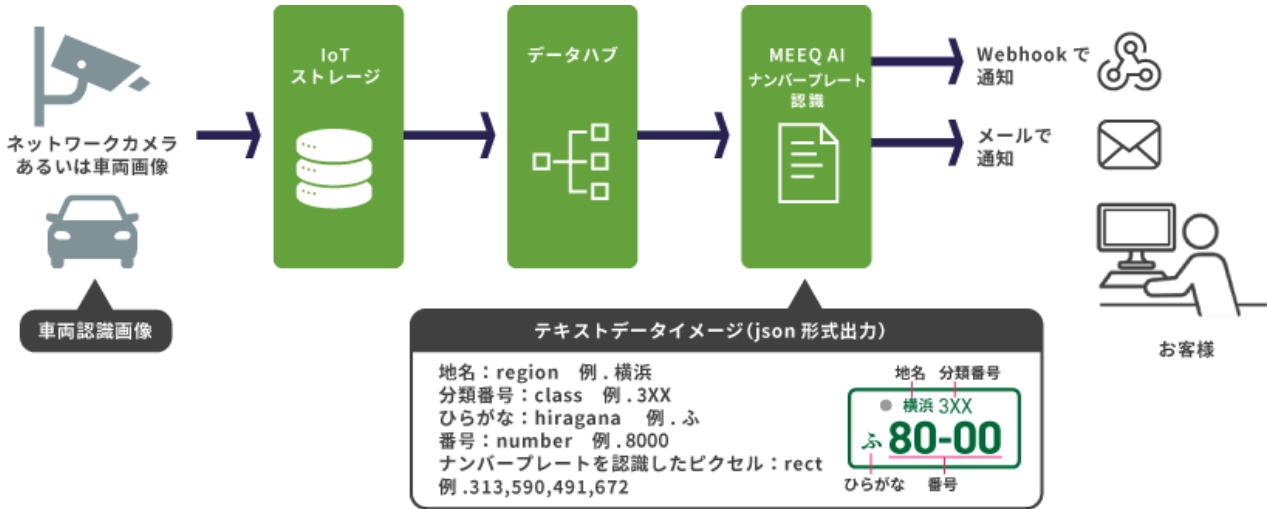 ネットワークカメラ
あるいは車両画像
車両認識画像
IoT
ストレージ
データハブ
MEEQ AI
ナンバープレート
認識
Webhook で
通知
メールで
通知
お客様
テキストデータイメージ(json 形式出力)
地名:region 例 . 横浜
分類番号:class 例 . 3XX
ひらがな:hiragana 例 . ふ
番号:number 例 . 8000
ナンバープレートを認識したピクセル:rect
例 .313,590,491,672
地名 分類番号
横浜 3XX
ふ 80-00
ひらがな 番号